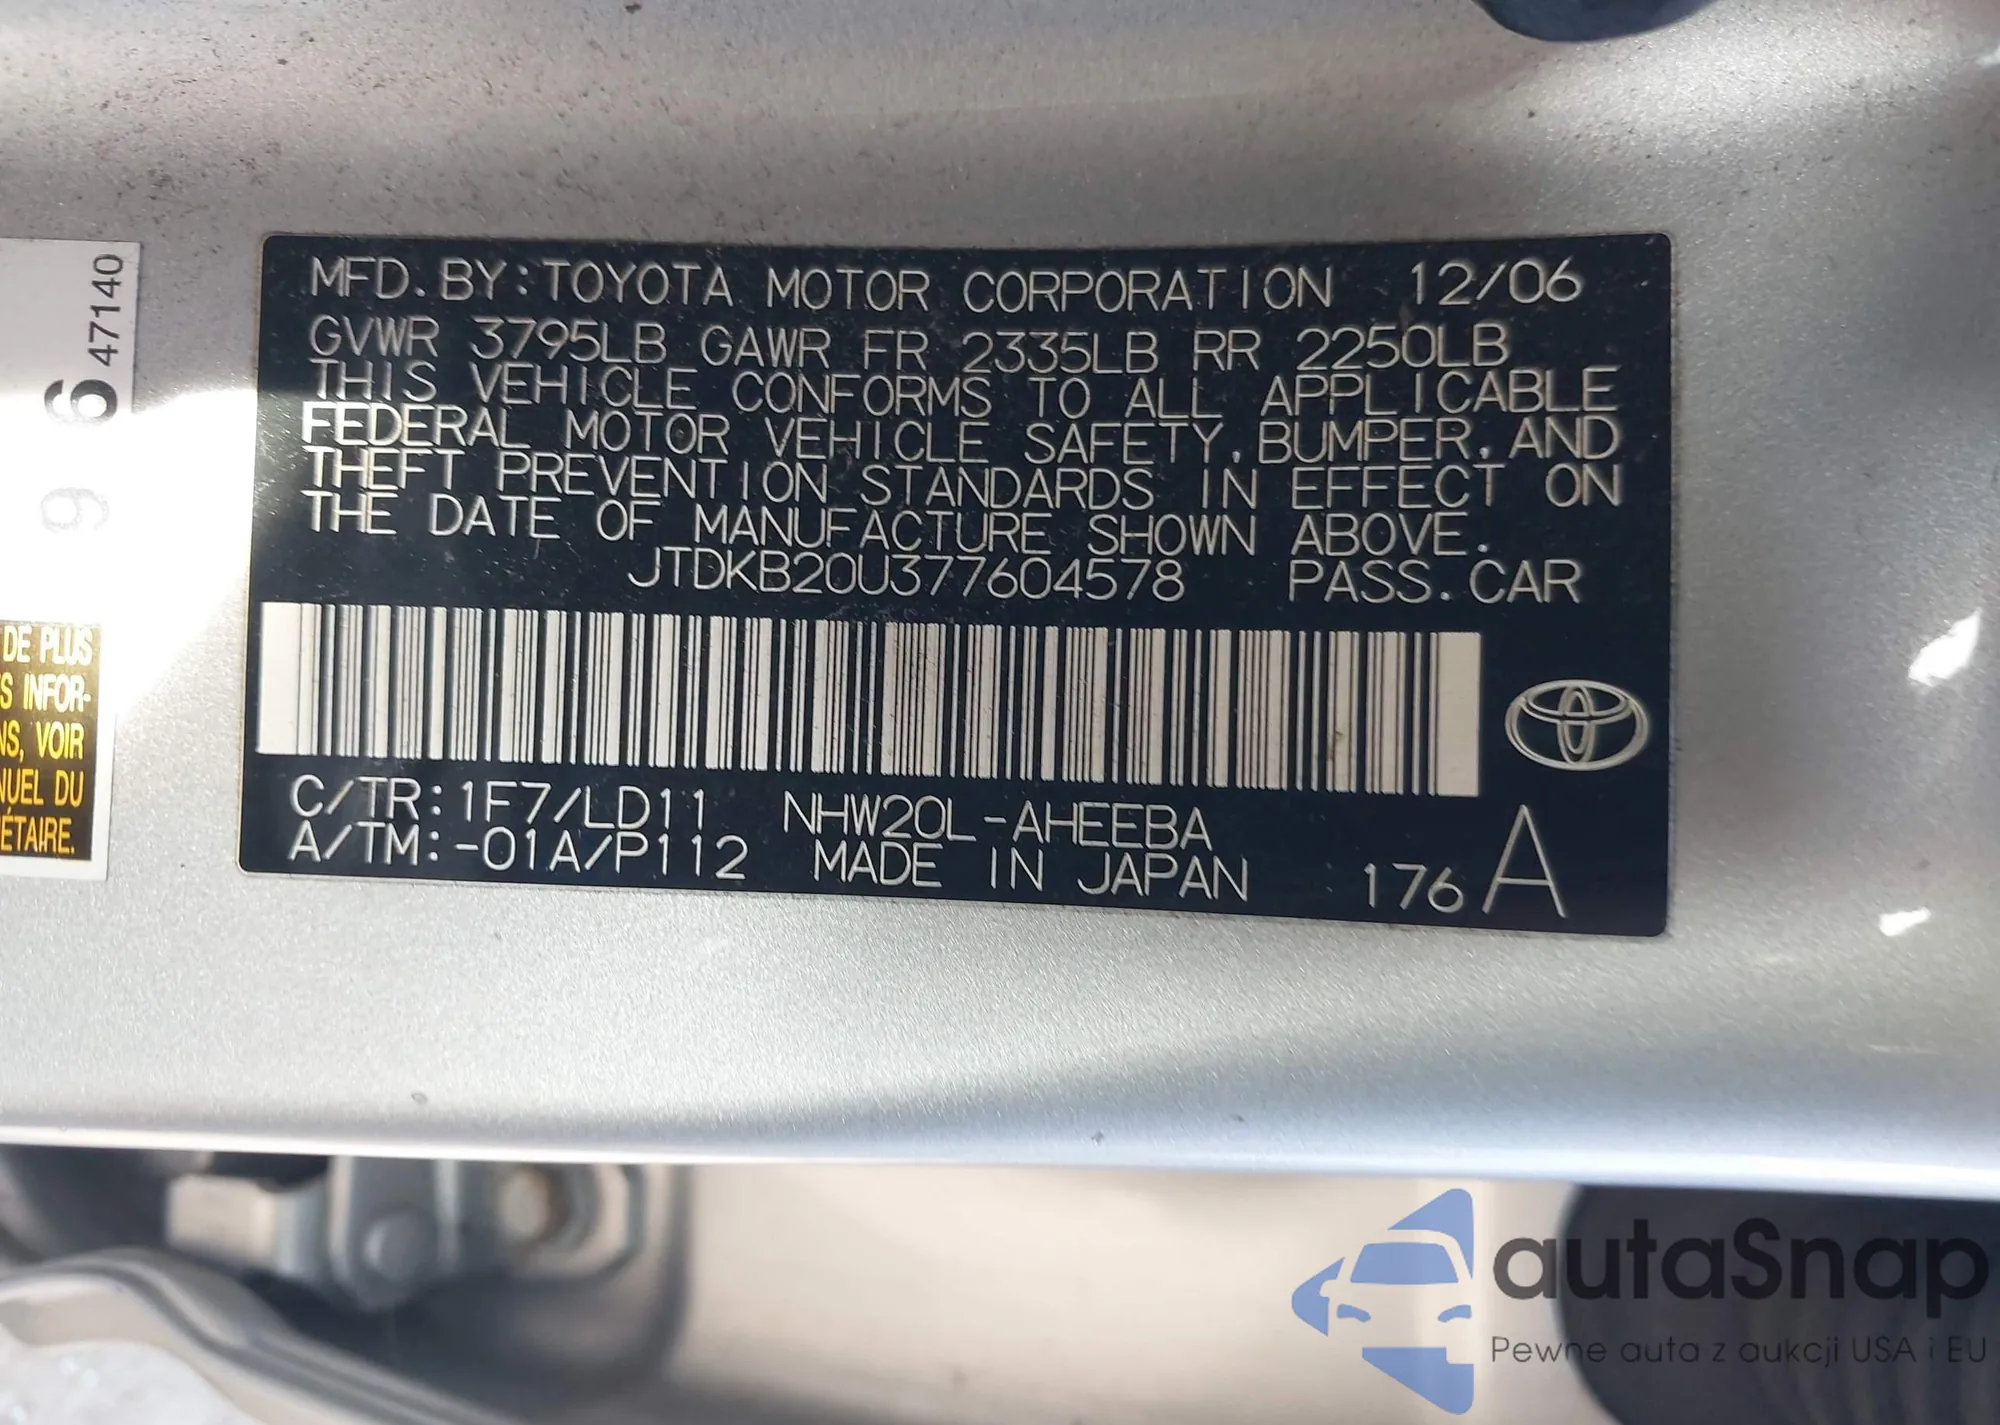 MFD. BY: TOYOTA MOTOR CORPORATION 12/06
GVWR 3795LB GAWR FR 2335LB RR 2250LB
THIS VEHICLE CONFORMS TO ALL APPLICABLE
FEDERAL MOTOR VEHICLE SAFETY, BUMPER, AND
THEFT PREVENTION STANDARDS IN EFFECT ON
THE DATE OF MANUFACTURE SHOWN ABOVE.
JTDKB20U377604578 PASS. CAR
C/TR: 1F7/LD11 NHW20L-AHEEBA
A/TM: -01A/P112 MADE IN JAPAN 176 A
9 6 47140
DE PLUS
S INFOR-
NS, VOIR
NUEL DU
ÉTAIRE.
autaSnap
Pewne auta z aukcji USA i EU